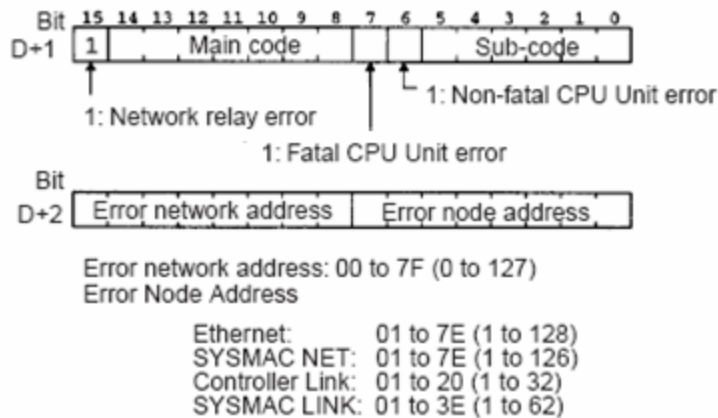 Bit 15 14 13 12 11 10 9 8 7 6 5 4 3 2 1 0
D+1 1 Main code Sub-code
1: Non-fatal CPU Unit error
1: Network relay error
1: Fatal CPU Unit error
Bit
D+2 Error network address Error node address
Error network address: 00 to 7F (0 to 127)
Error Node Address
Ethernet: 01 to 7E (1 to 128)
SYSMAC NET: 01 to 7E (1 to 126)
Controller Link: 01 to 20 (1 to 32)
SYSMAC LINK: 01 to 3E (1 to 62)